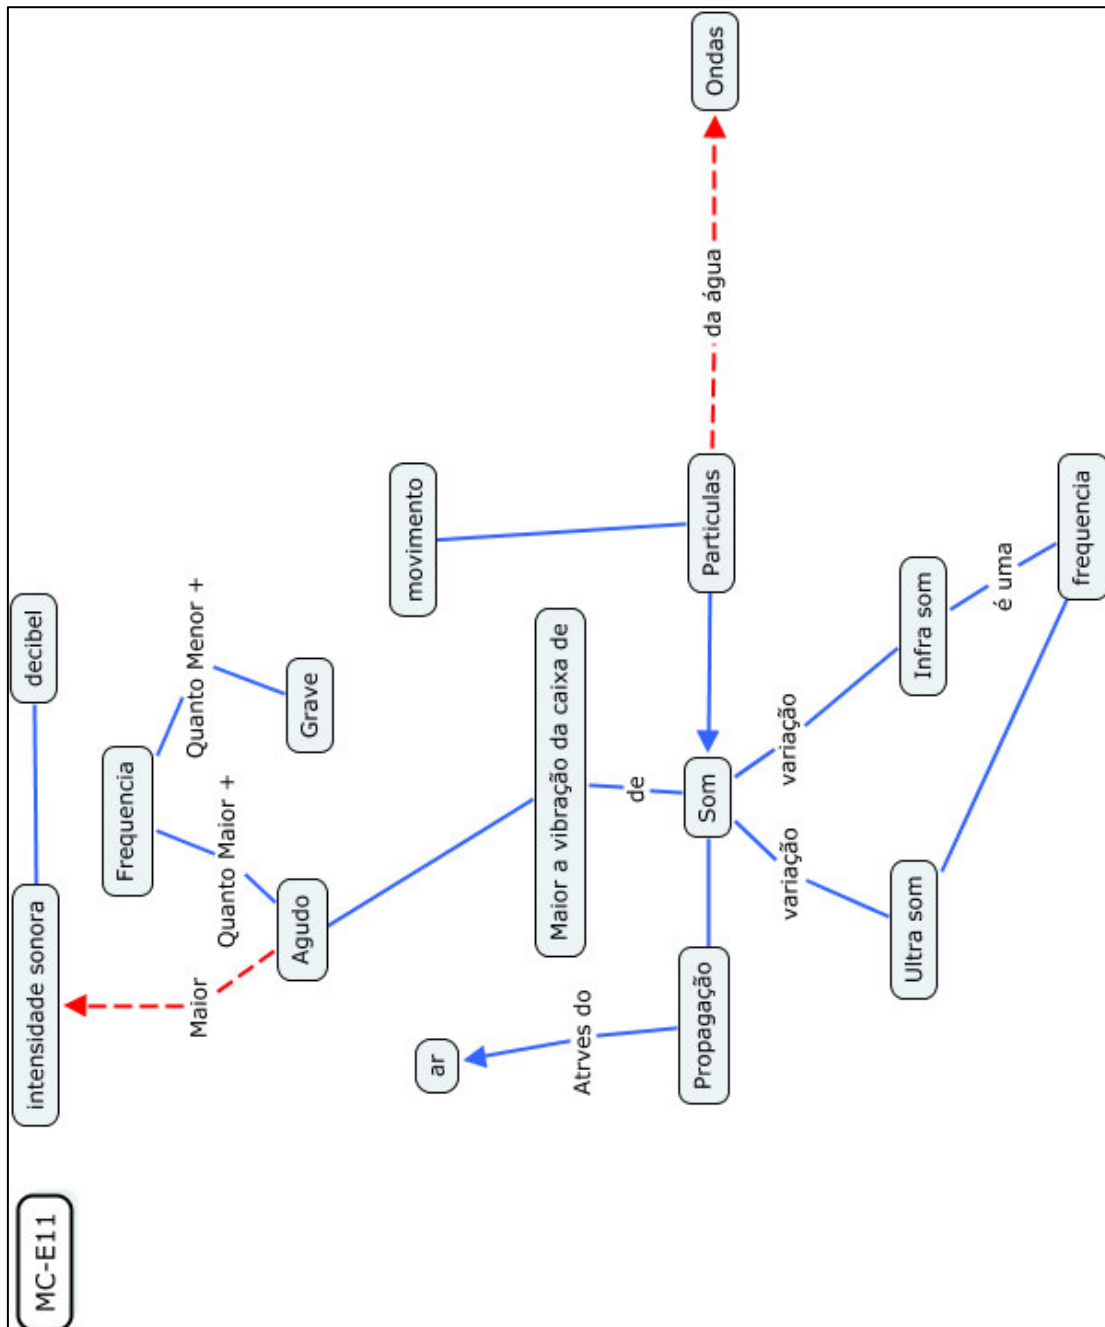 MC-E11
intensidade sonora
decibel
Maior
Frequencia
Quanto Maior +
Quanto Menor +
Agudo
Grave
ar
movimento
Atrves do
Maior a vibração da caixa de
de
Propagação
Som
Particulas
da água
Ondas
variação
variação
Ultra som
Infra som
é uma
frequencia